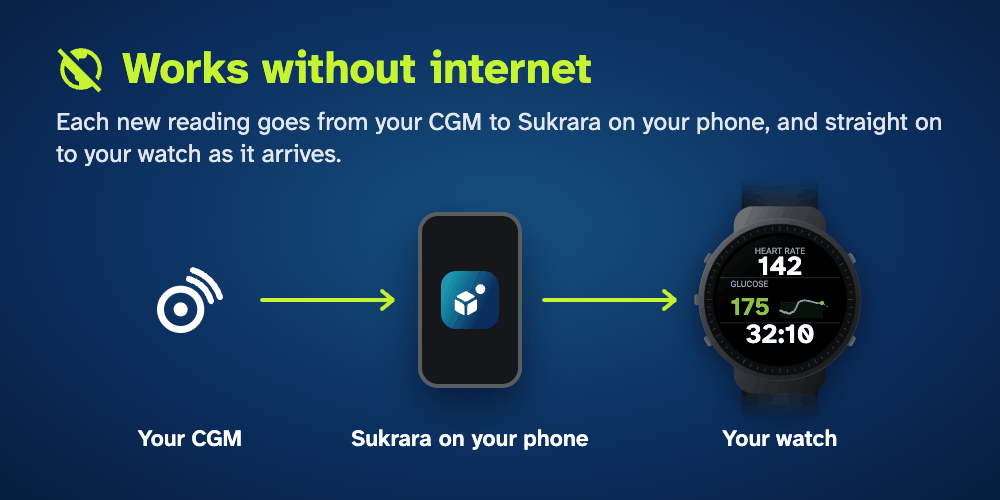 Works without internet
Each new reading goes from your CGM to Sukrara on your phone, and straight on
to your watch as it arrives.
HEART RATE
142
GLUCOSE
175
32:10
Your CGM
Sukrara on your phone
Your watch